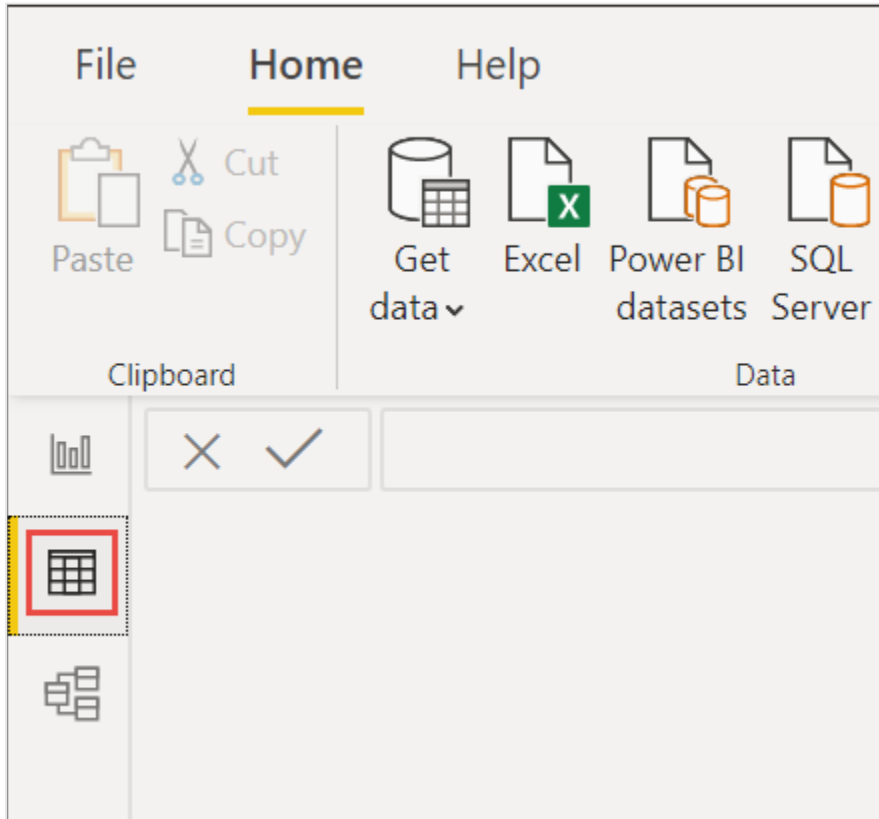 File Home Help
Cut
Copy
Paste
Get data
Excel
Power BI datasets
SQL Server
Clipboard
Data